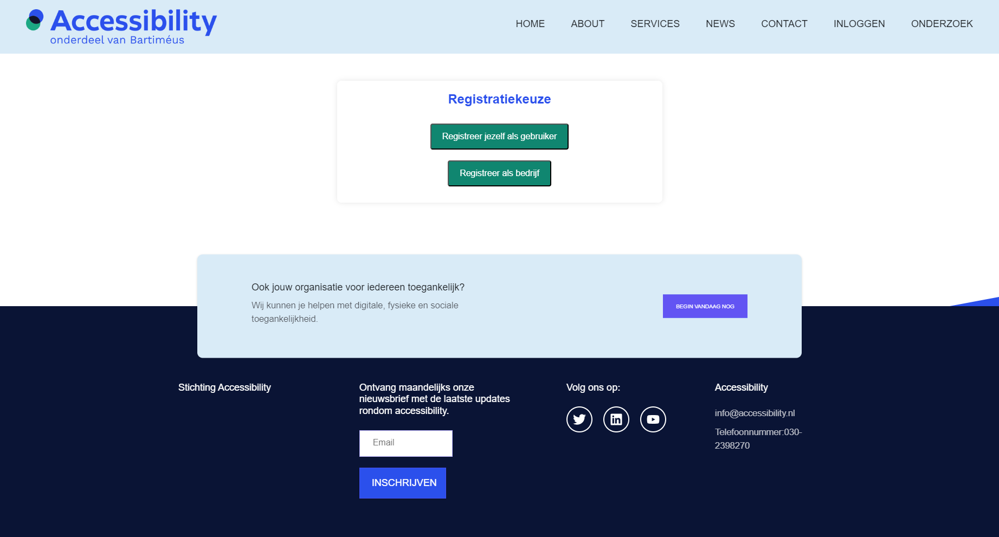 Accessibility
onderdeel van Bartiméus
HOME
ABOUT
SERVICES
NEWS
CONTACT
INLOGGEN
ONDERZOEK
Registratiekeuze
Registreer jezelf als gebruiker
Registreer als bedrijf
Ook jouw organisatie voor iedereen toegankelijk?
Wij kunnen je helpen met digitale, fysieke en sociale
toegankelijkheid.
BEGIN VANDAAG NOG
Stichting Accessibility
Ontvang maandelijks onze
nieuwsbrief met de laatste updates
rondom accessibility.
Email
INSCHRIJVEN
Volg ons op:
in
Accessibility
info@accessibility.nl
Telefoonnummer:030-
2398270